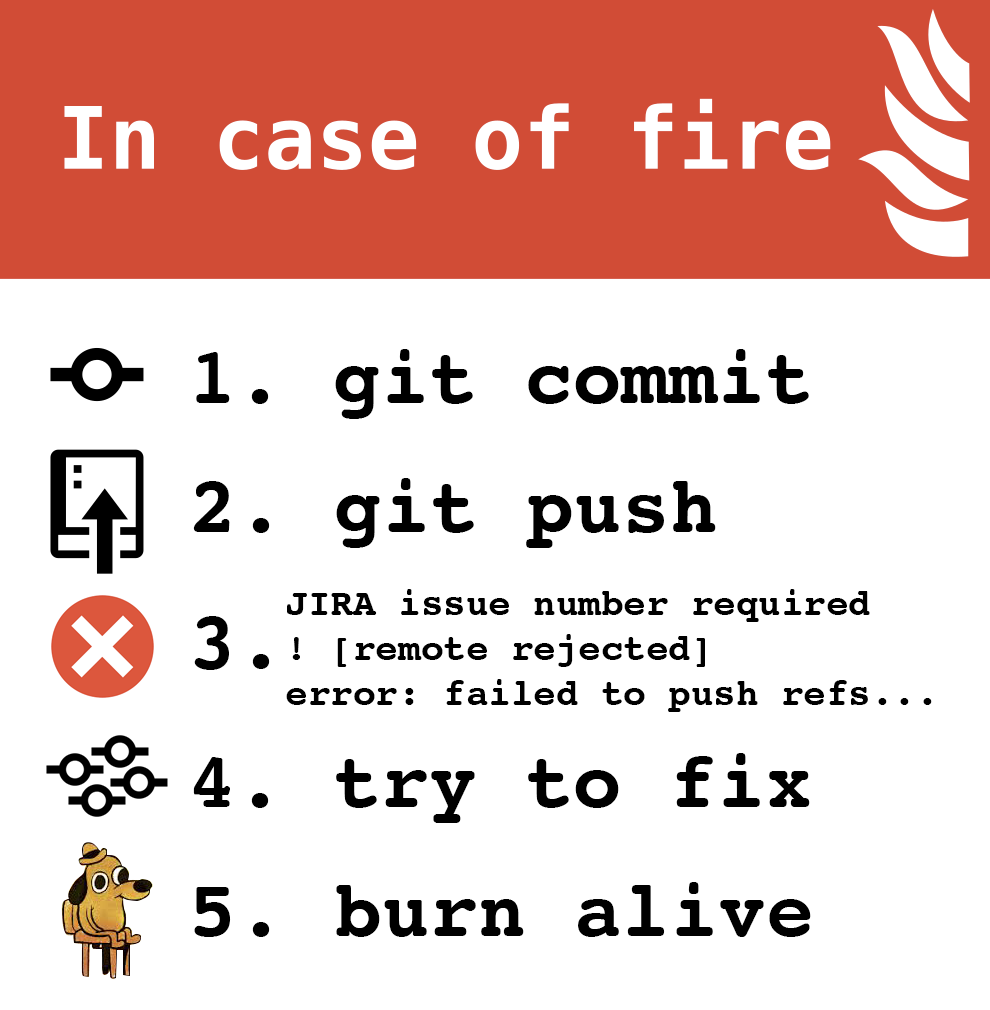 In case of fire
1. git commit
2. git push
3. JIRA issue number required
! [remote rejected]
error: failed to push refs...
4. try to fix
5. burn alive